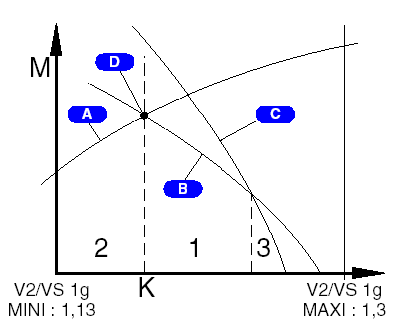 D
M
A
C
B
2
1
3
K
V2/VS 1g
MINI : 1,13
V2/VS 1g
MAXI : 1,3